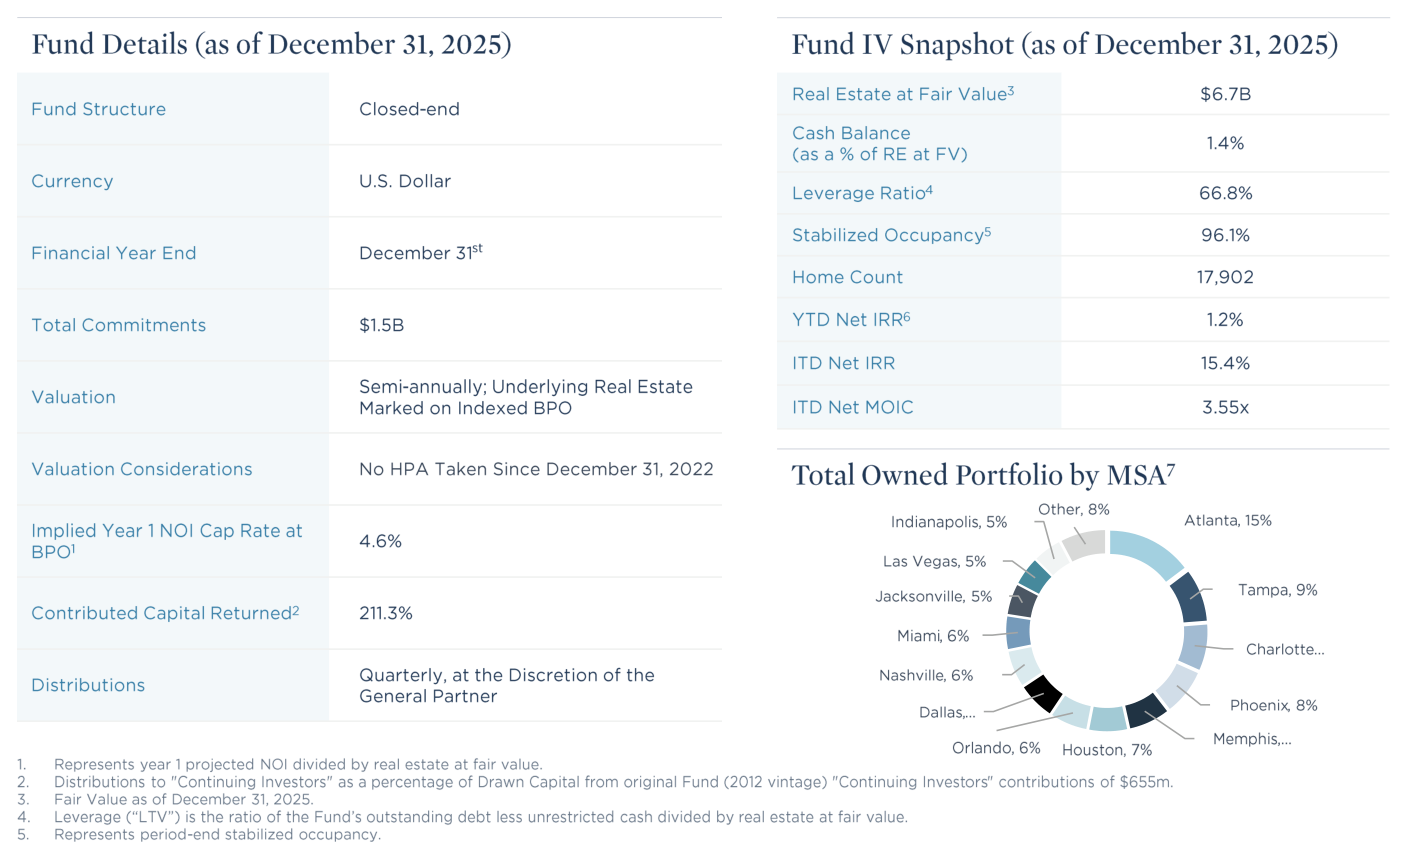 Fund Details (as of December 31, 2025)
Fund Structure
Closed-end
Currency
U.S. Dollar
Financial Year End
December 31st
Total Commitments
$1.5B
Valuation
Semi-annually; Underlying Real Estate
Marked on Indexed BPO
Valuation Considerations
No HPA Taken Since December 31, 2022
Implied Year 1 NOI Cap Rate at
BPO1
4.6%
Contributed Capital Returned2
211.3%
Distributions
Quarterly, at the Discretion of the
General Partner
Fund IV Snapshot (as of December 31, 2025)
Real Estate at Fair Value3
$6.7B
Cash Balance
(as a % of RE at FV)
1.4%
Leverage Ratio4
66.8%
Stabilized Occupancy5
96.1%
Home Count
17,902
YTD Net IRR6
1.2%
ITD Net IRR
15.4%
ITD Net MOIC
3.55x
Total Owned Portfolio by MSA7
Atlanta, 15%
Tampa, 9%
Charlotte...
Phoenix, 8%
Memphis,...
Houston, 7%
Orlando, 6%
Dallas,...
Nashville, 6%
Miami, 6%
Jacksonville, 5%
Las Vegas, 5%
Indianapolis, 5%
Other, 8%
1. Represents year 1 projected NOI divided by real estate at fair value.
2. Distributions to "Continuing Investors" as a percentage of Drawn Capital from original Fund (2012 vintage) "Continuing Investors" contributions of $655m.
3. Fair Value as of December 31, 2025.
4. Leverage (“LTV”) is the ratio of the Fund’s outstanding debt less unrestricted cash divided by real estate at fair value.
5. Represents period-end stabilized occupancy.